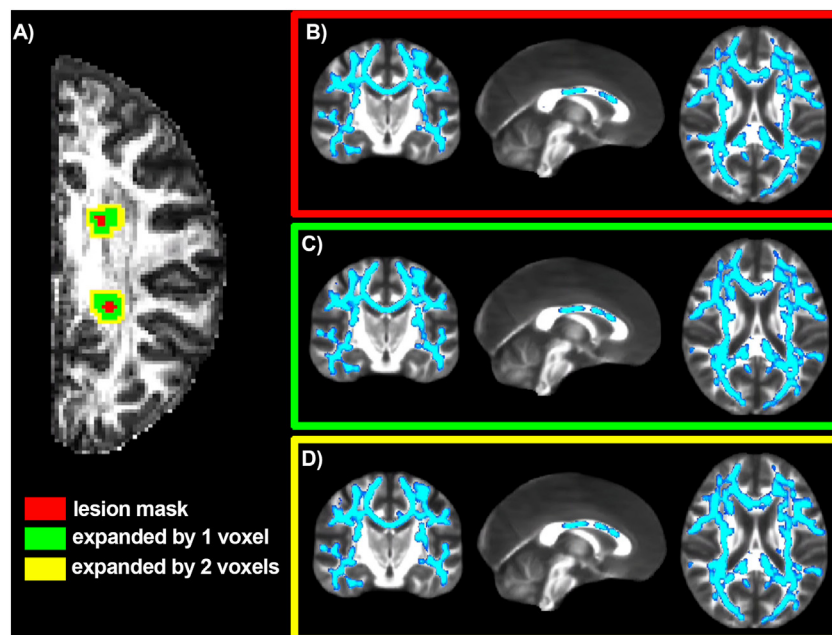 A)
B)
C)
D)
lesion mask
expanded by 1 voxel
expanded by 2 voxels